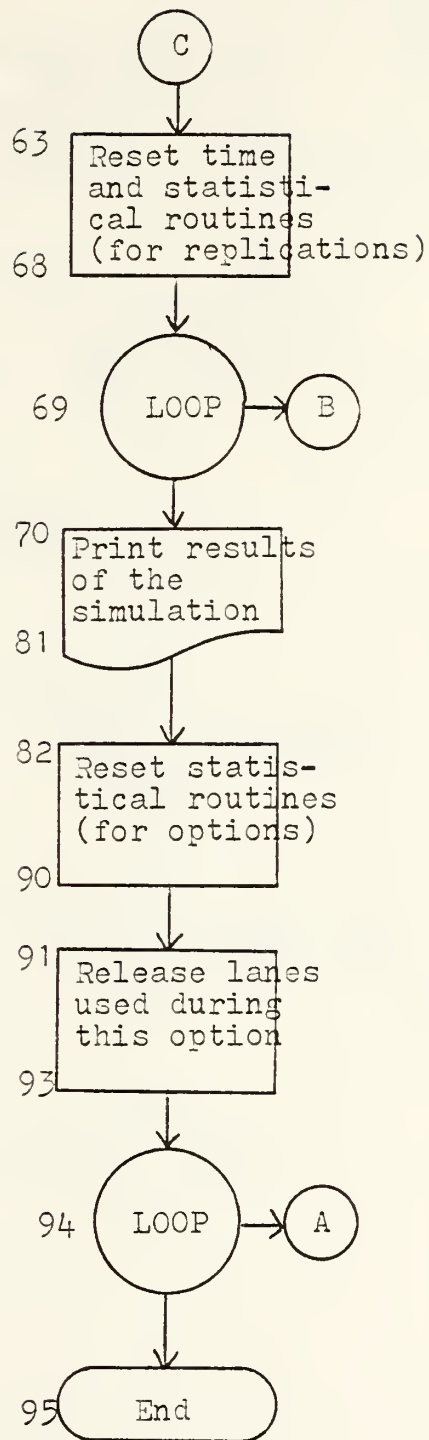 C
63
Reset time
and statisti-
cal routines
(for replications)
68
69
LOOP
B
70
Print results
of the
simulation
81
82
Reset statis-
tical routines
(for options)
90
91
Release lanes
used during
this option
93
94
LOOP
A
95
End